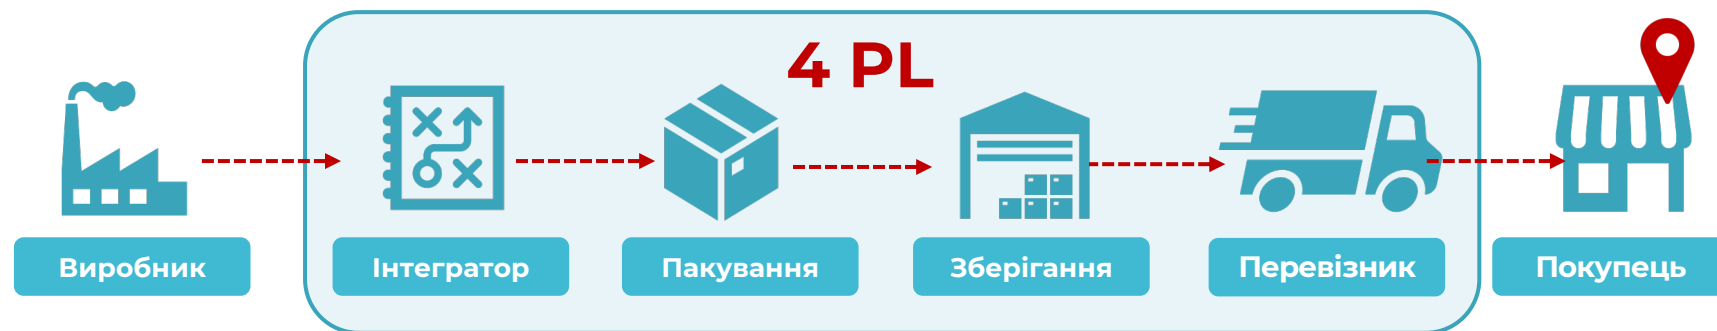 4 PL
Виробник
Інтегратор
Пакування
Зберігання
Перевізник
Покупець